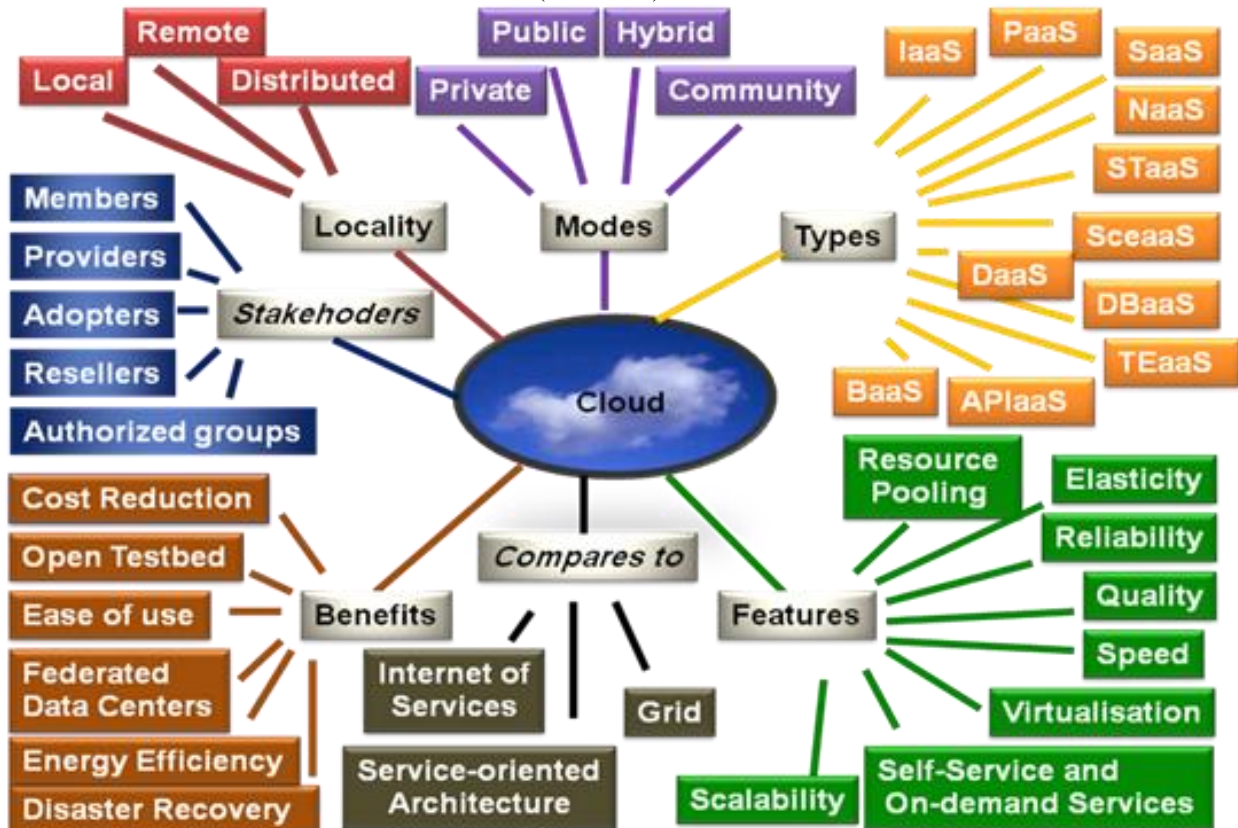 Remote
Local
Distributed
Public
Hybrid
Private
Community
IaaS
PaaS
SaaS
NaaS
STaaS
SceaaS
DaaS
DBaaS
TEaaS
BaaS
APIaaS
Locality
Modes
Types
Members
Providers
Adopters
Resellers
Authorized groups
Stakehoders
Cloud
Cost Reduction
Open Testbed
Ease of use
Federated
Data Centers
Energy Efficiency
Disaster Recovery
Benefits
Compares to
Internet of
Services
Grid
Service-oriented
Architecture
Features
Resource
Pooling
Elasticity
Reliability
Quality
Speed
Virtualisation
Self-Service and
On-demand Services
Scalability